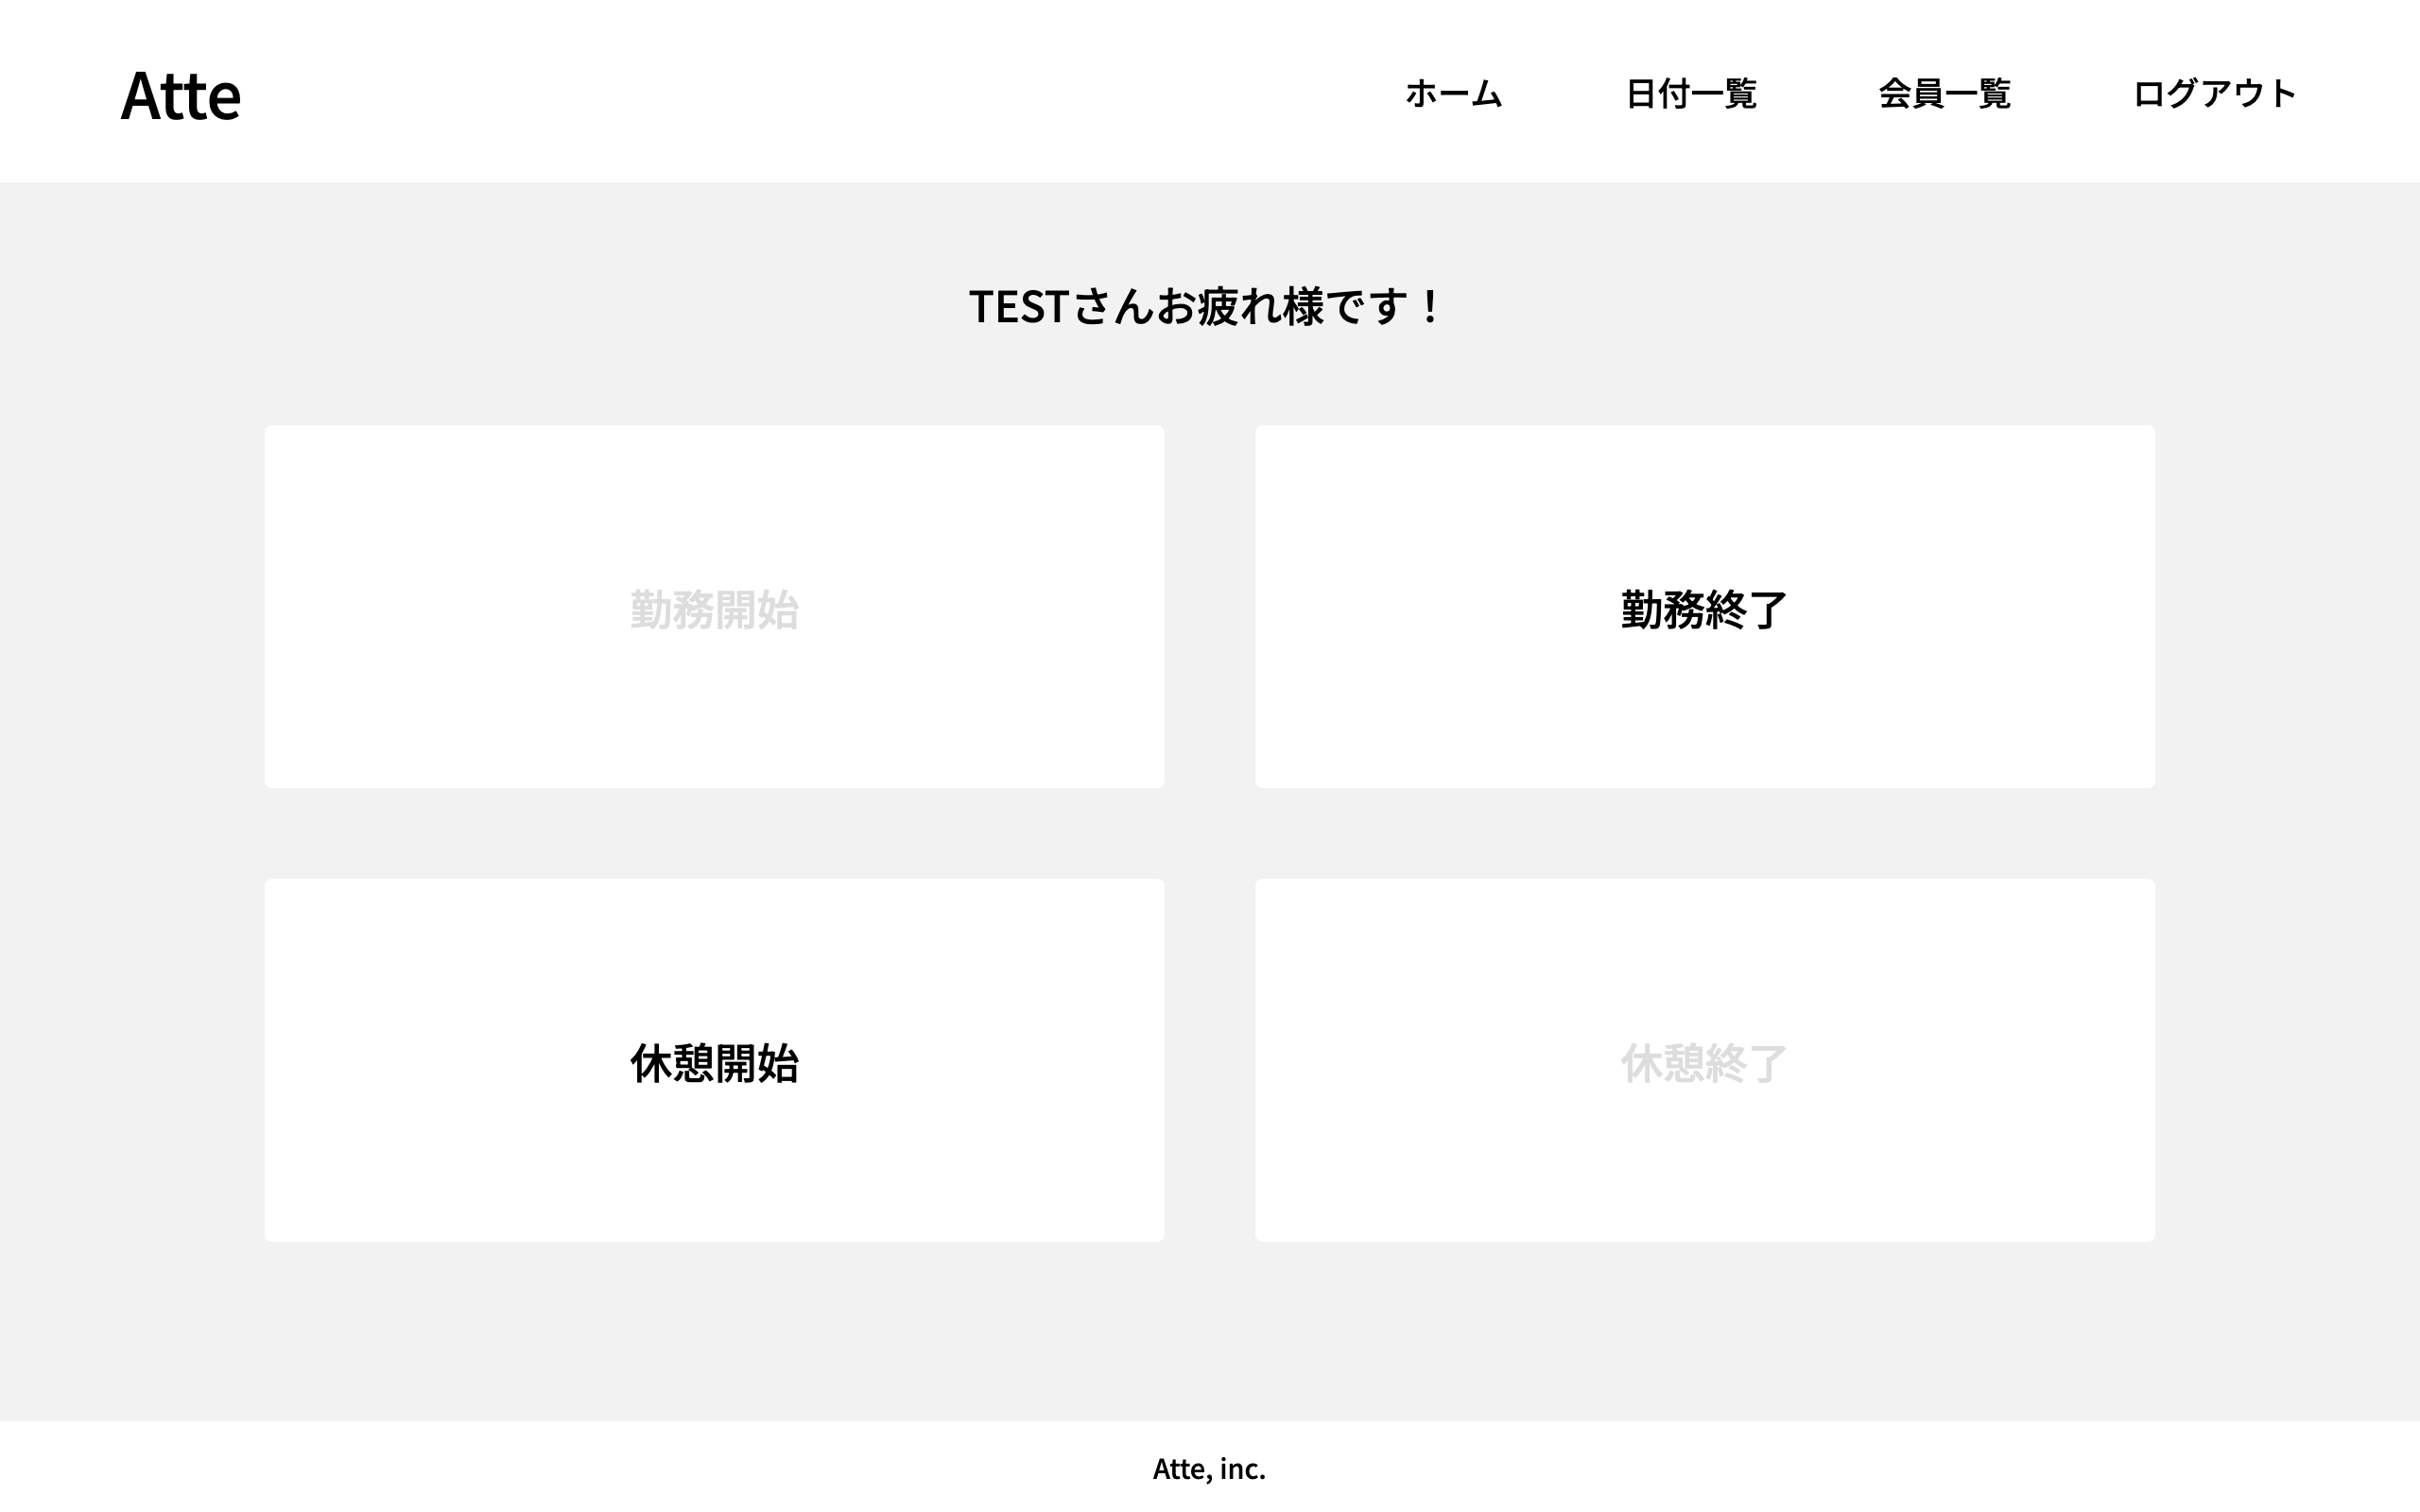 Atte
ホーム 日付一覧 会員一覧 ログアウト
TESTさんお疲れ様です！
勤務開始 勤務終了
休憩開始 休憩終了
Atte, inc.